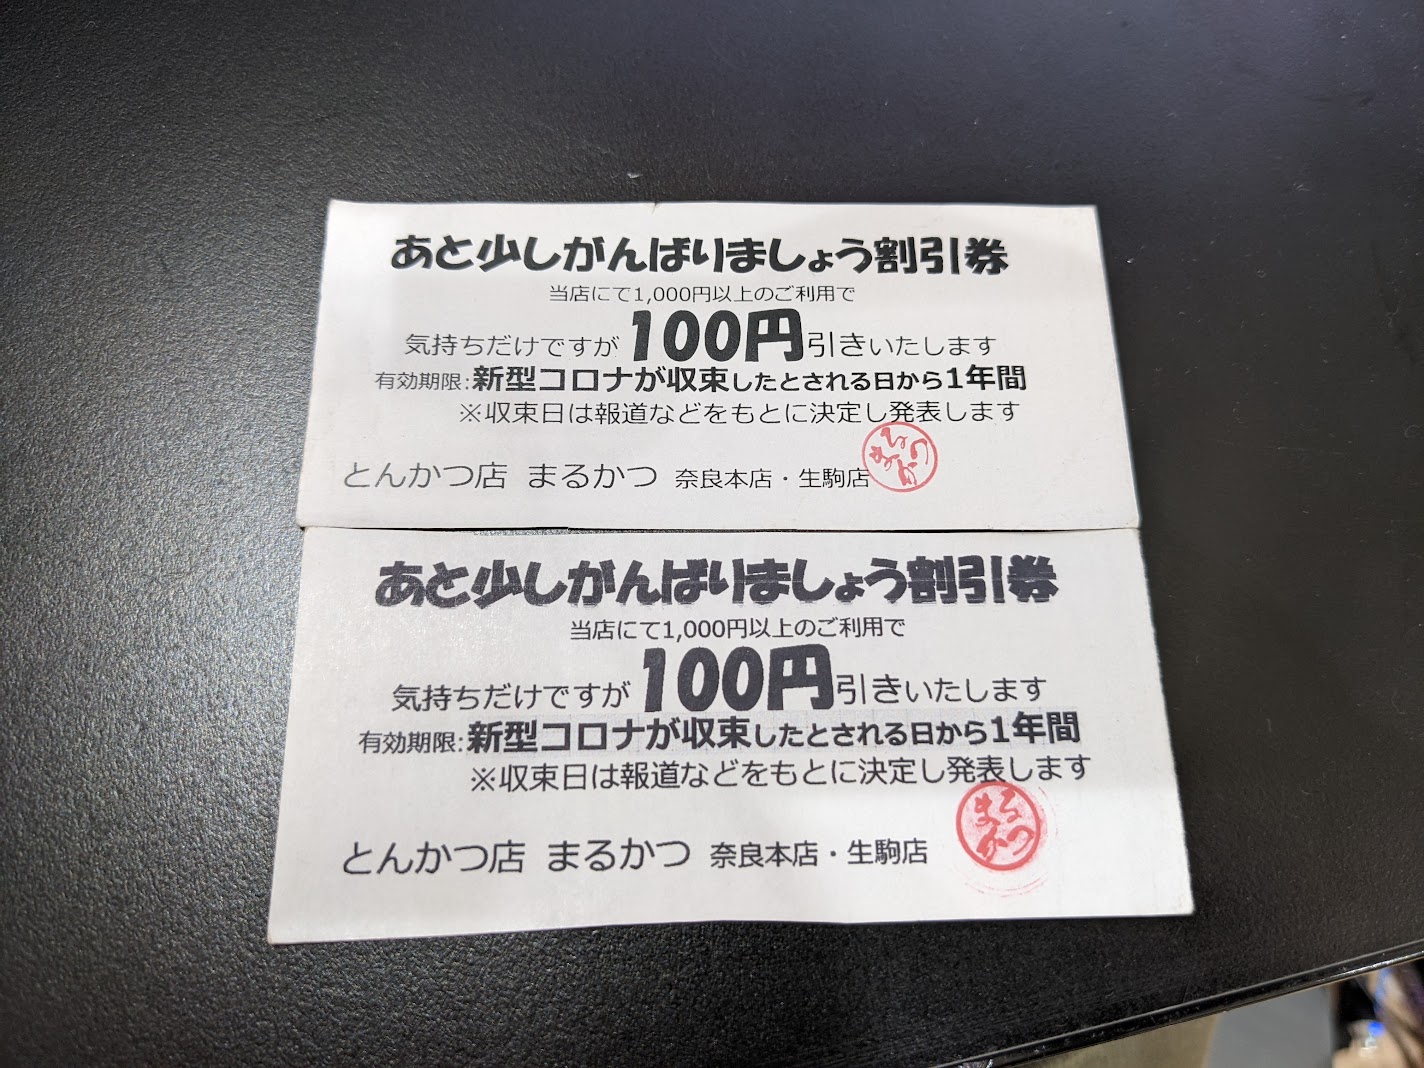 あと少しがんばりましょう割引券
当店にて1,000円以上のご利用で
気持ちだけですが 100円引きいたします
有効期限:新型コロナが収束したとされる日から1年間
※収束日は報道などをもとに決定し発表します
とんかつ店 まるかつ 奈良本店・生駒店
まるかつ
あと少しがんばりましょう割引券
当店にて1,000円以上のご利用で
気持ちだけですが 100円引きいたします
有効期限:新型コロナが収束したとされる日から1年間
※収束日は報道などをもとに決定し発表します
とんかつ店 まるかつ 奈良本店・生駒店
まるかつ